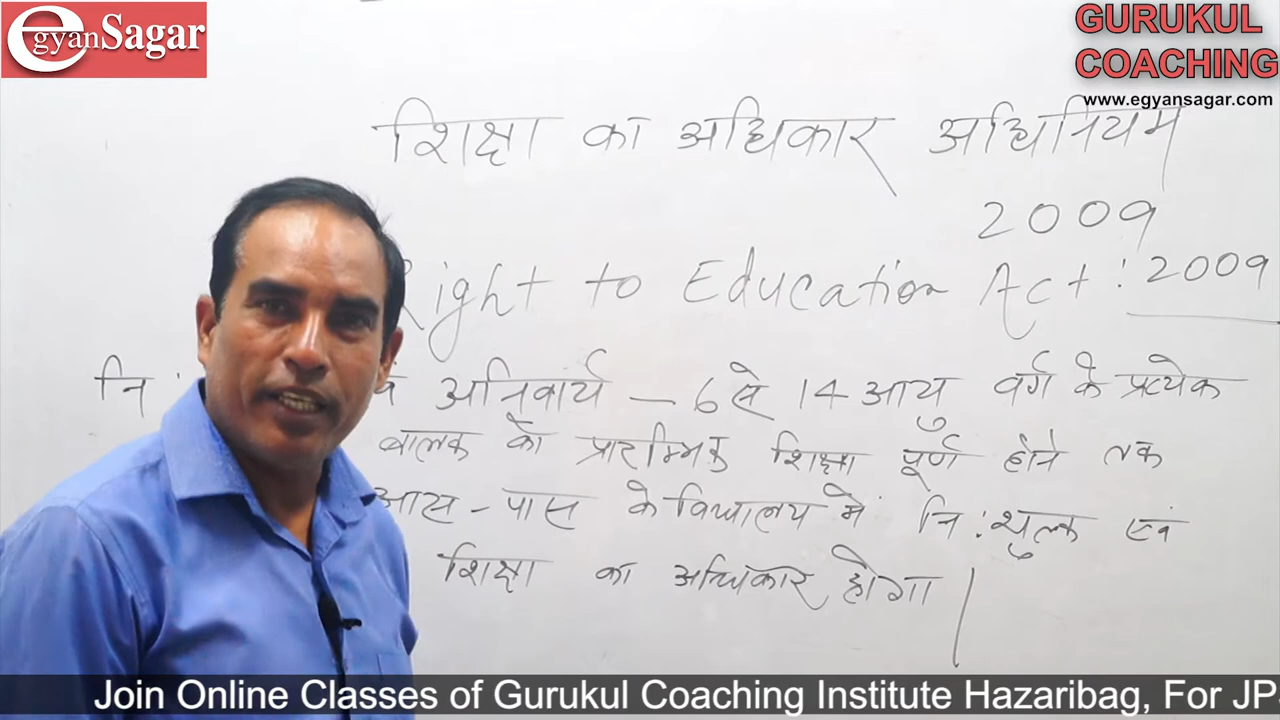 egyanSagar
GURUKUL
COACHING
www.egyansagar.com
शिक्षा का अधिकार अधिनियम
2009
Right to Education Act : 2009
नि: अनिवार्य - 6 से 14 आयु वर्ग के प्रत्येक
बालक को प्रारम्भिक शिक्षा पूर्ण होने तक
आस-पास के विद्यालय में नि:शुल्क एवं
शिक्षा का अधिकार होगा |
Join Online Classes of Gurukul Coaching Institute Hazaribag, For JP